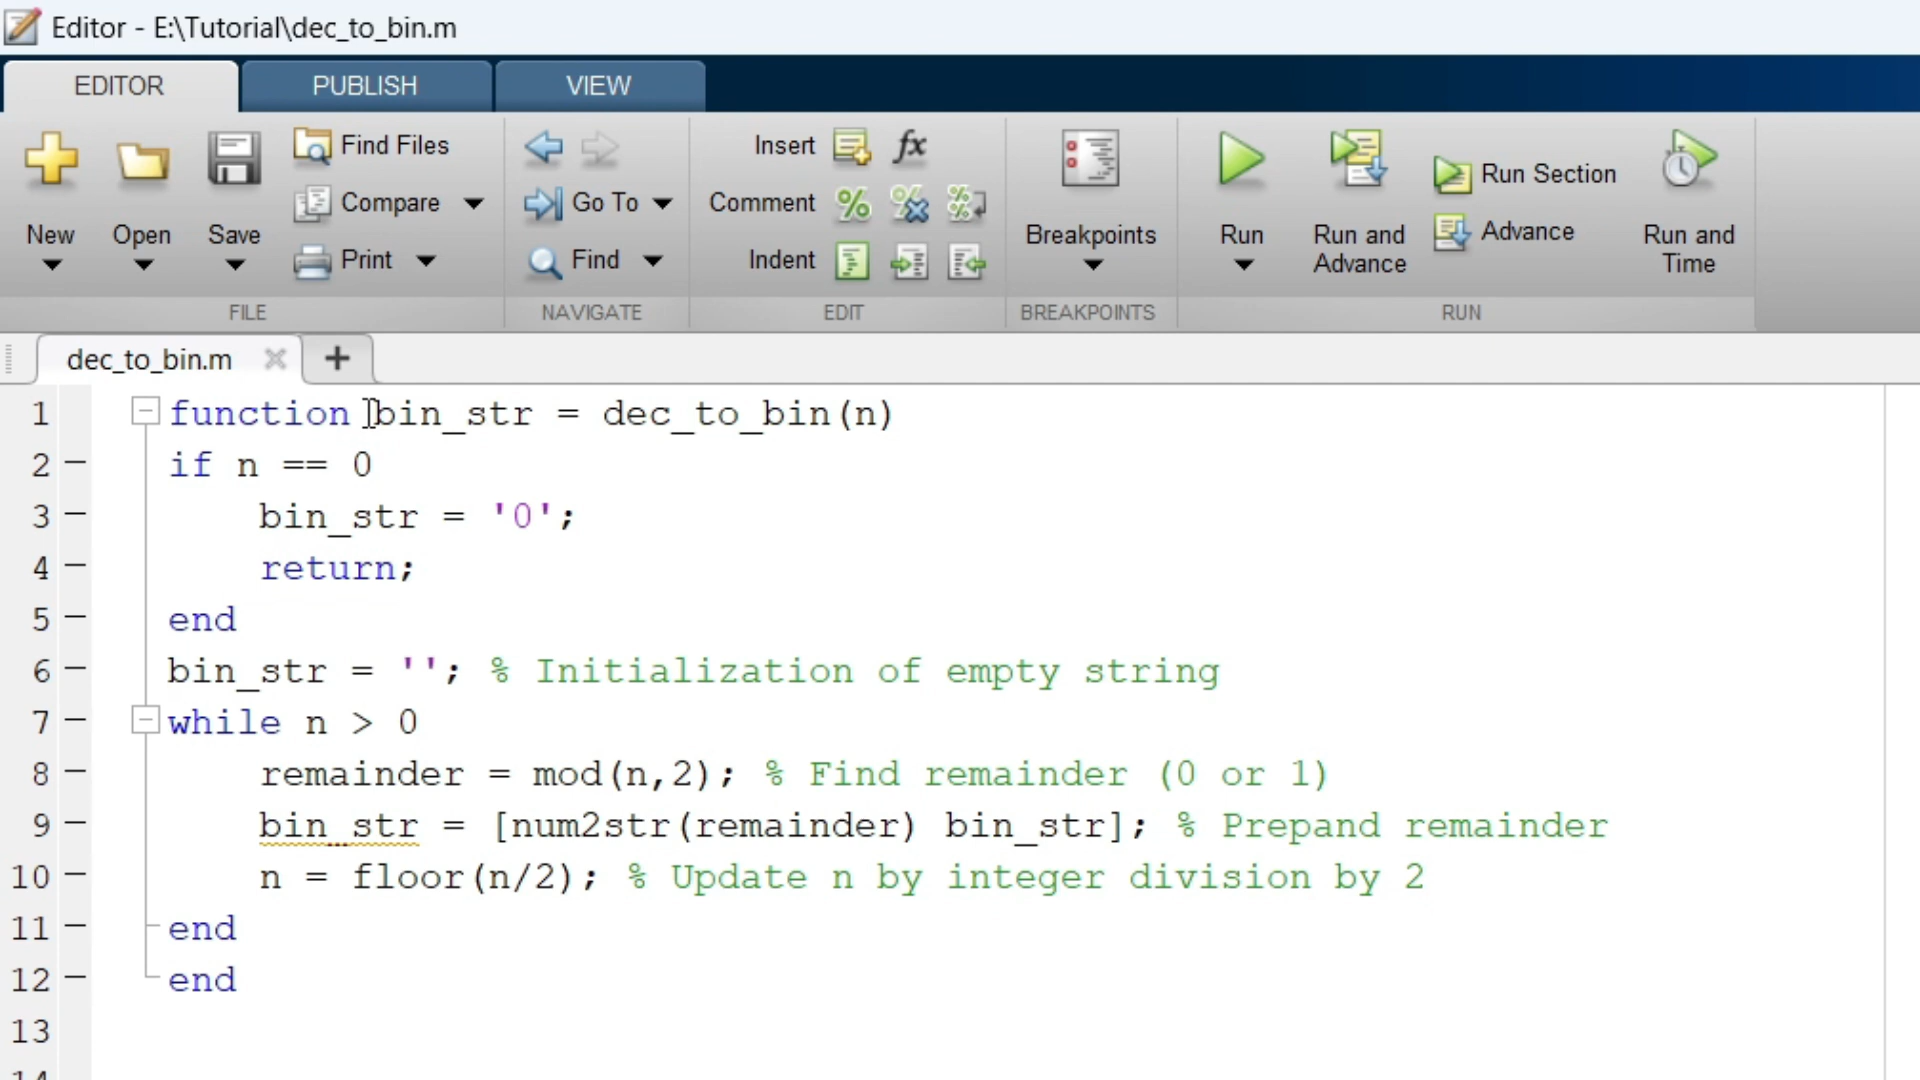 Editor - E:\Tutorial\dec_to_bin.m
EDITOR PUBLISH VIEW
New
Open
Save
Find Files
Compare
Print
FILE
Go To
Find
NAVIGATE
Insert fx
Comment
Indent
EDIT
Breakpoints
BREAKPOINTS
Run
Run and
Advance
Run Section
Advance
Run and
Time
RUN
dec_to_bin.m
1 function bin_str = dec_to_bin(n)
2 if n == 0
3 bin_str = '0';
4 return;
5 end
6 bin_str = ''; % Initialization of empty string
7 while n > 0
8 remainder = mod(n,2); % Find remainder (0 or 1)
9 bin_str = [num2str(remainder) bin_str]; % Prepand remainder
10 n = floor(n/2); % Update n by integer division by 2
11 end
12 end
13
14